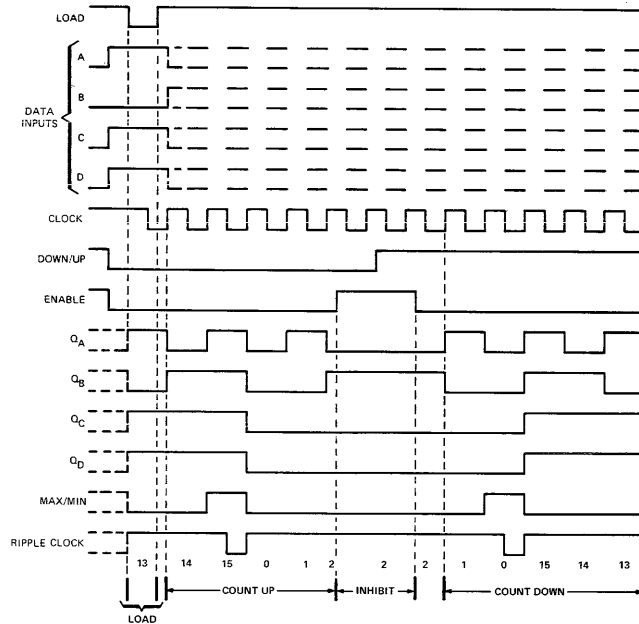 LOAD
A
B
DATA
INPUTS
C
D
CLOCK
DOWN/UP
ENABLE
QA
QB
QC
QD
MAX/MIN
RIPPLE CLOCK
13 14 15 0 1 2 2 2 1 0 15 14 13
COUNT UP INHIBIT COUNT DOWN
LOAD